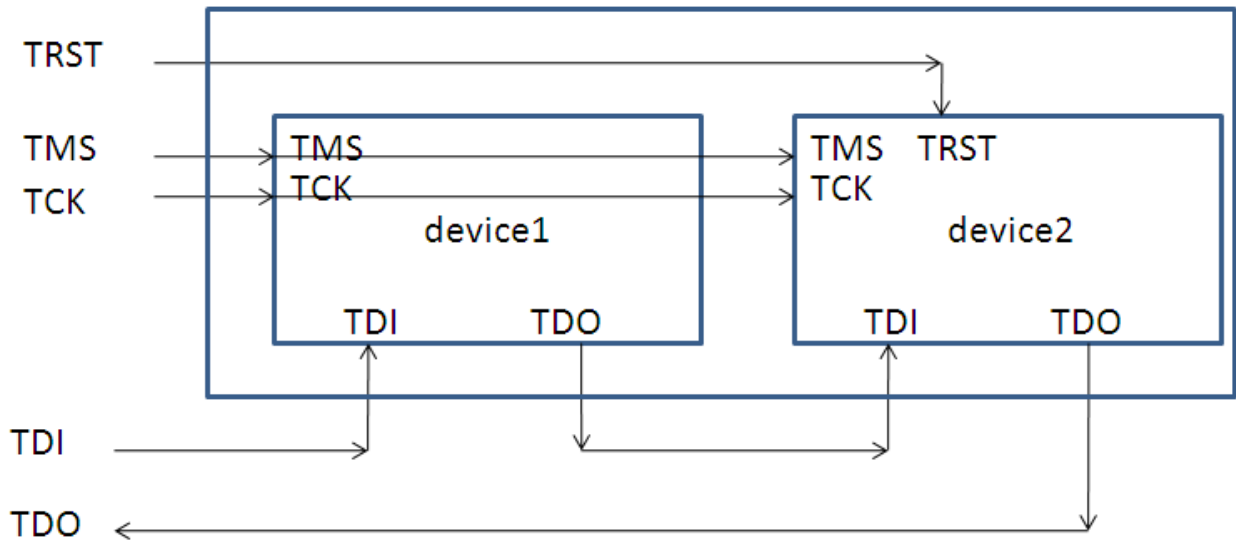 TRST
TMS
TCK
TMS
TCK
device1
TDI TDO
TMS TRST
TCK
device2
TDI TDO
TDI
TDO